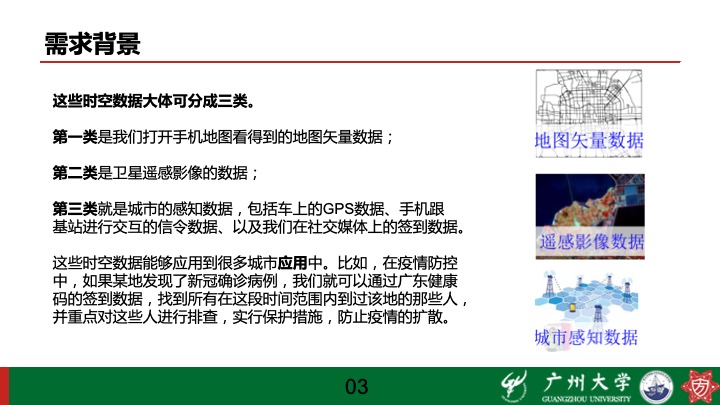 需求背景
这些时空数据大体可分成三类。
第一类是我们打开手机地图看得到的地图矢量数据；
第二类是卫星遥感影像的数据；
第三类就是城市的感知数据，包括车上的GPS数据、手机跟
基站进行交互的信令数据、以及我们在社交媒体上的签到数据。
这些时空数据能够应用到很多城市应用中。比如，在疫情防控
中，如果某地发现了新冠确诊病例，我们就可以通过广东健康
码的签到数据，找到所有在这段时间范围内到过该地的那些人，
并重点对这些人进行排查，实行保护措施，防止疫情的扩散。
地图矢量数据
遥感影像数据
城市感知数据
03
广州大学
GUANGZHOU UNIVERSITY